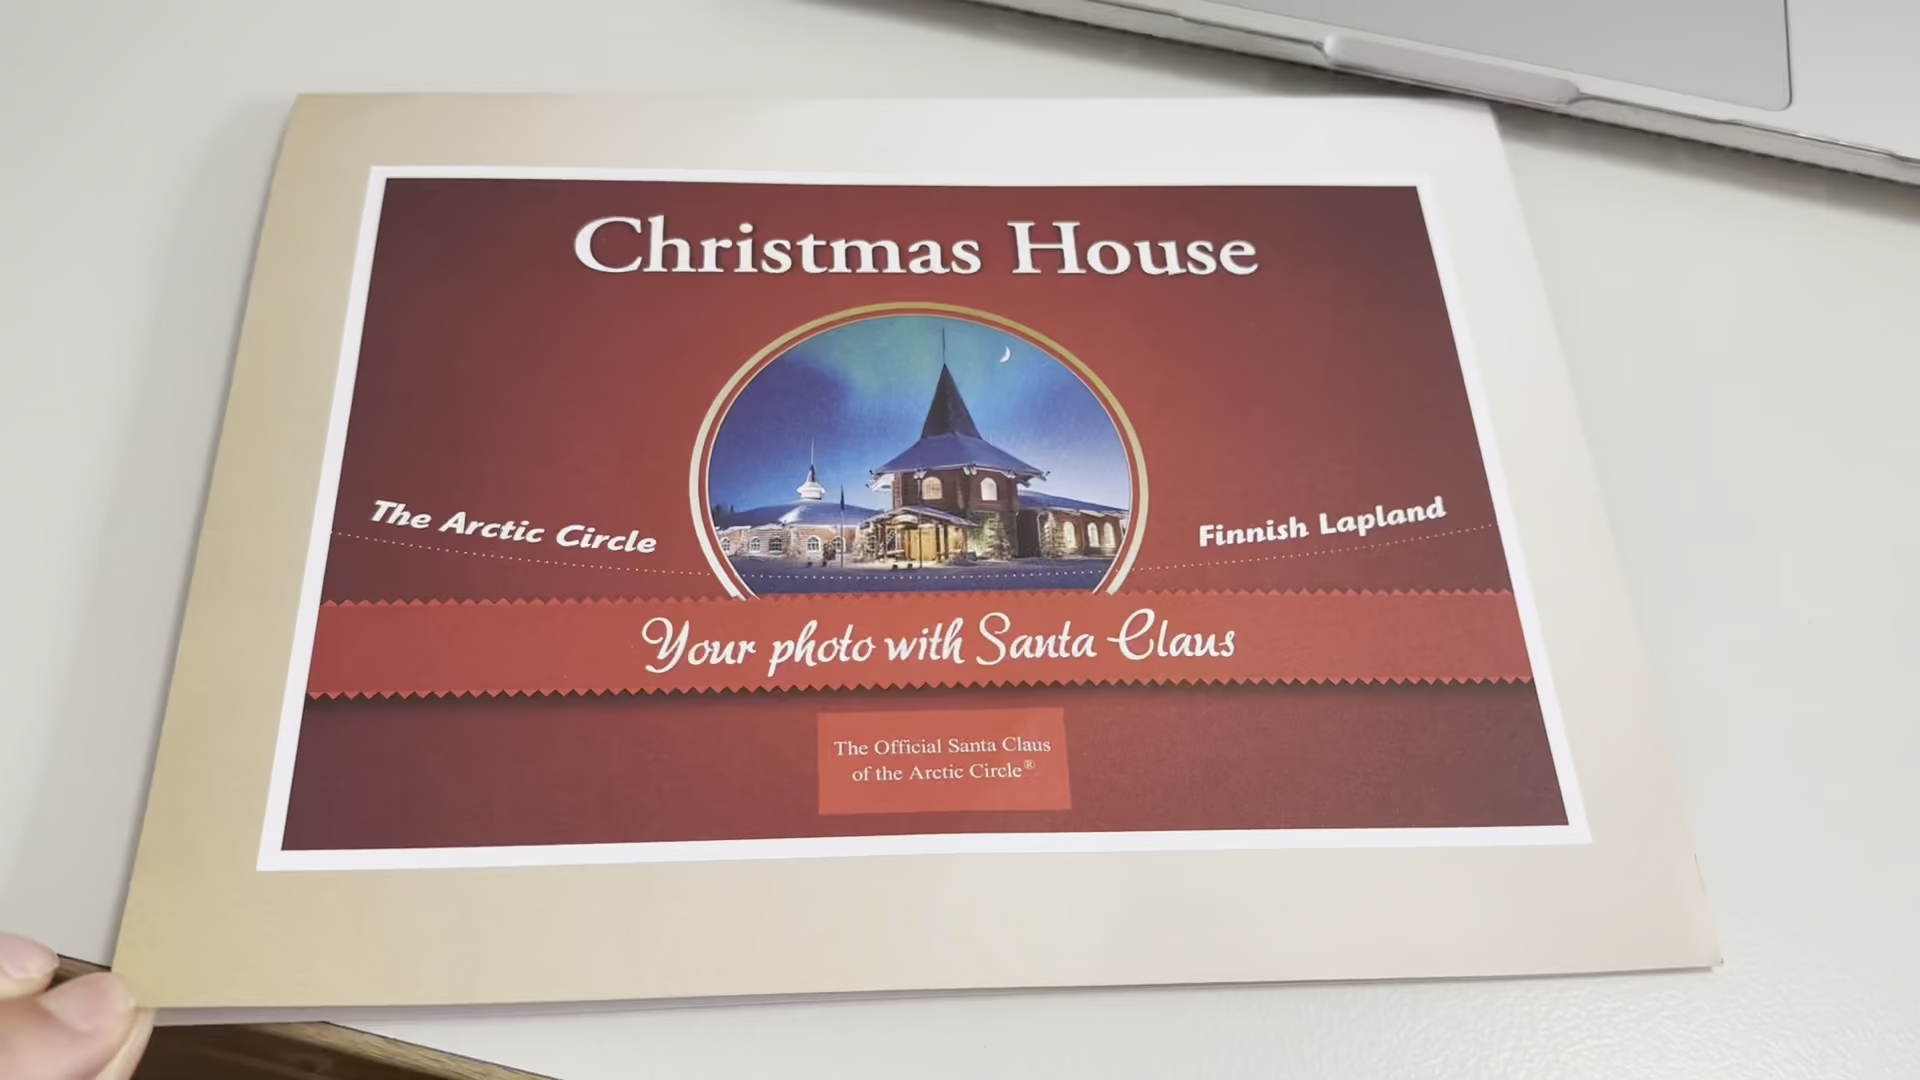 Christmas House
The Arctic Circle
Finnish Lapland
Your photo with Santa Claus
The Official Santa Claus
of the Arctic Circle®